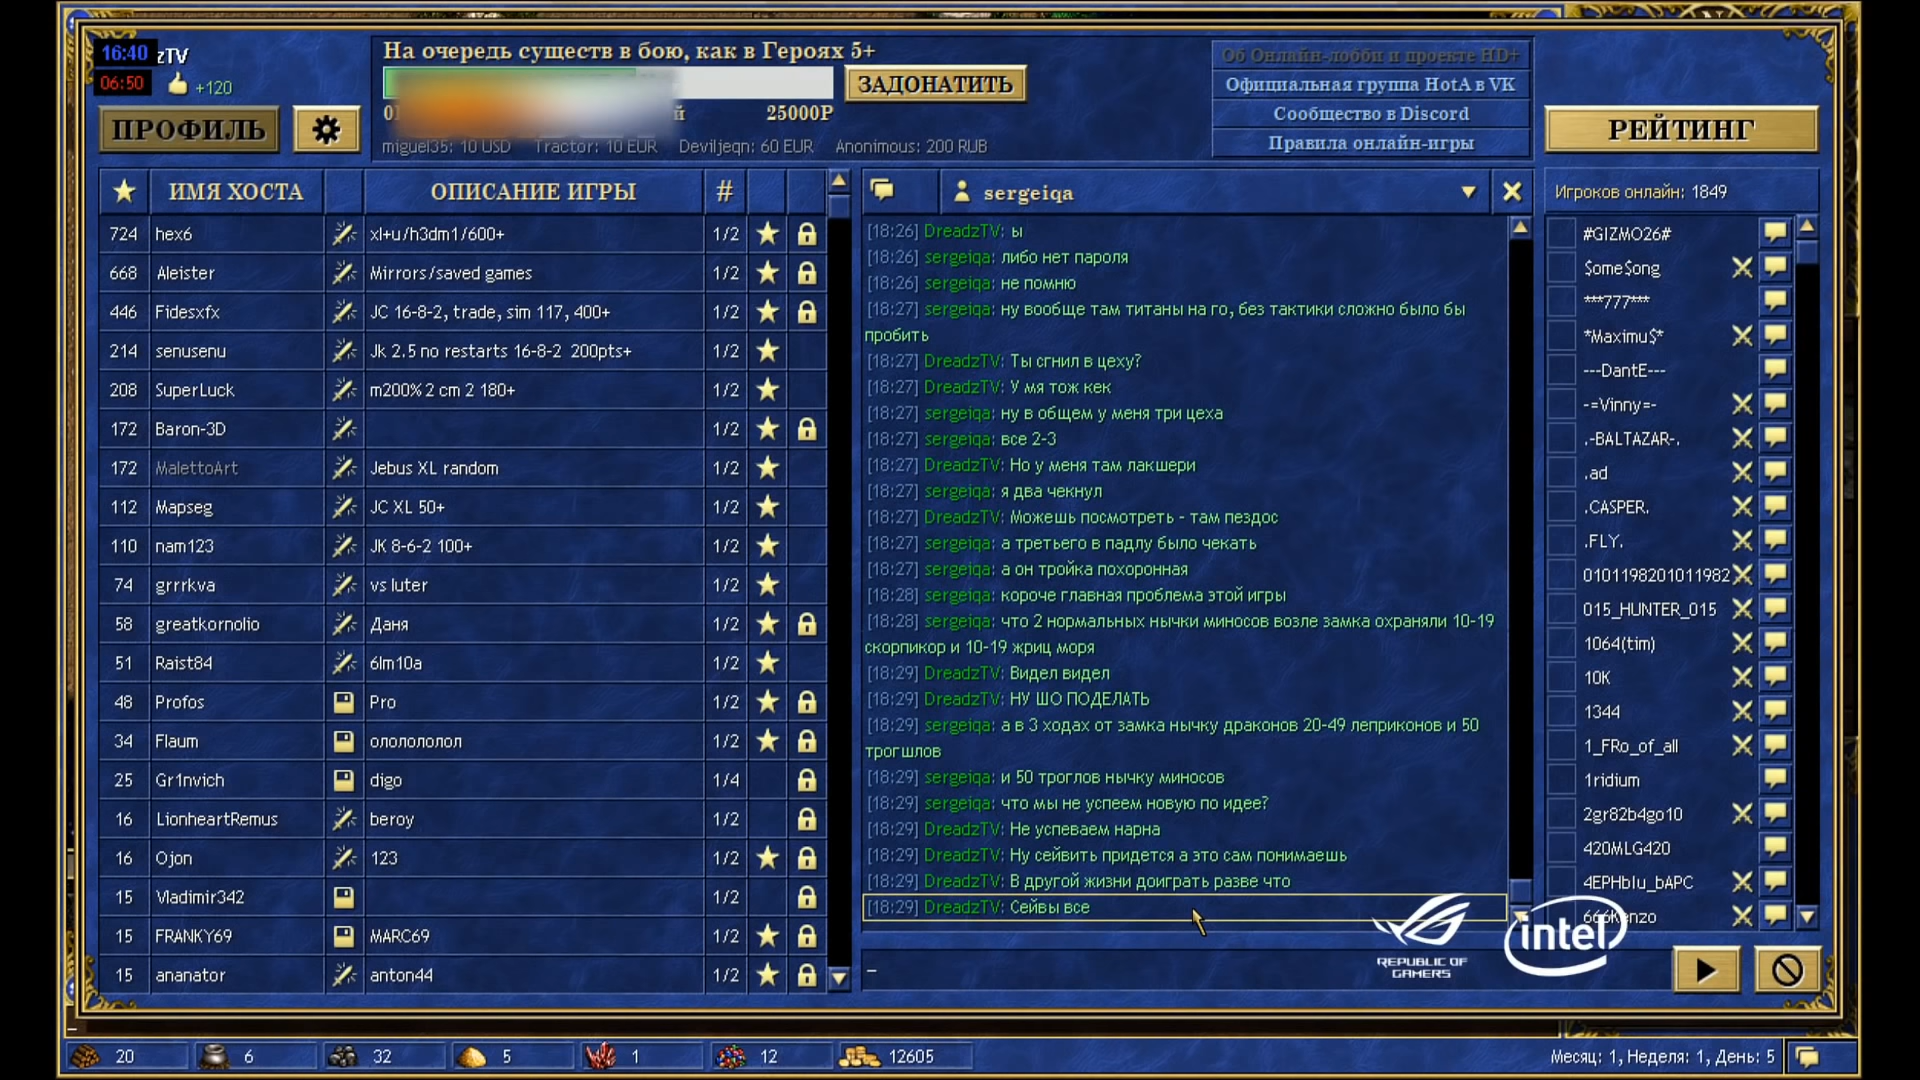 16:40
zTV
06:50
+120
ПРОФИЛЬ
На очередь существ в бою, как в Героях 5+
ЗАДОНАТИТЬ
25000Р
miguel35: 10 USD Tractor: 10 EUR Deviljeqn: 60 EUR Anonimous: 200 RUB
Об Онлайн-лобби и проекте HD+
Официальная группа HotA в VK
Сообщество в Discord
Правила онлайн-игры
РЕЙТИНГ
ИМЯ ХОСТА ОПИСАНИЕ ИГРЫ #
724 hex6 xl+u/h3dm1/600+ 1/2
668 Aleister Mirrors/saved games 1/2
446 Fidesxfx JC 16-8-2, trade, sim 117, 400+ 1/2
214 senusenu Jk 2.5 no restarts 16-8-2 200pts+ 1/2
208 SuperLuck m200% 2 cm 2 180+ 1/2
172 Baron-3D 1/2
172 MalettoArt Jebus XL random 1/2
112 Mapseg JC XL 50+ 1/2
110 nam123 JK 8-6-2 100+ 1/2
74 grrrkva vs luter 1/2
58 greatkornolio Даня 1/2
51 Raist84 6lm10a 1/2
48 Profos Pro 1/2
34 Flaum ололололол 1/2
25 Gr1nvich digo 1/4
16 LionheartRemus beroy 1/2
16 Ojon 123 1/2
15 Vladimir342 1/2
15 FRANKY69 MARC69 1/2
15 ananator anton44 1/2
sergeiqa
[18:26] DreadzTV: ы
[18:26] sergeiqa: либо нет пароля
[18:26] sergeiqa: не помню
[18:27] sergeiqa: ну вообще там титаны на го, без тактики сложно было бы
пробить
[18:27] DreadzTV: Ты сгнил в цеху?
[18:27] DreadzTV: У мя тож кек
[18:27] sergeiqa: ну в общем у меня три цеха
[18:27] sergeiqa: все 2-3
[18:27] DreadzTV: Но у меня там лакшери
[18:27] sergeiqa: я два чекнул
[18:27] DreadzTV: Можешь посмотреть - там пездос
[18:27] sergeiqa: а третьего в падлу было чекать
[18:27] sergeiqa: а он тройка похоронная
[18:28] sergeiqa: короче главная проблема этой игры
[18:28] sergeiqa: что 2 нормальных нычки миносов возле замка охраняли 10-19
скорпикор и 10-19 жриц моря
[18:29] DreadzTV: Видел видел
[18:29] DreadzTV: НУ ШО ПОДЕЛАТЬ
[18:29] sergeiqa: а в 3 ходах от замка нычку драконов 20-49 леприконов и 50
трогшлов
[18:29] sergeiqa: и 50 троглов нычку миносов
[18:29] sergeiqa: что мы не успеем новую по идее?
[18:29] DreadzTV: Не успеваем нарна
[18:29] DreadzTV: Ну сейвить придется а это сам понимаешь
[18:29] DreadzTV: В другой жизни доиграть разве что
[18:29] DreadzTV: Сейвы все
Игроков онлайн: 1849
#GIZMO26#
$ome$ong
***777***
*Maximu$*
---DantE---
-=Vinny=-
.-BALTAZAR-.
.ad
.CASPER.
.FLY.
0101198201011982
015_HUNTER_015
1064(tim)
10K
1344
1_FRo_of_all
1ridium
2gr82b4go10
420MLG420
4EPHbIu_bAPC
REPUBLIC OF
GAMERS
intel
20 6 32 5 1 12 12605
Месяц: 1, Неделя: 1, День: 5